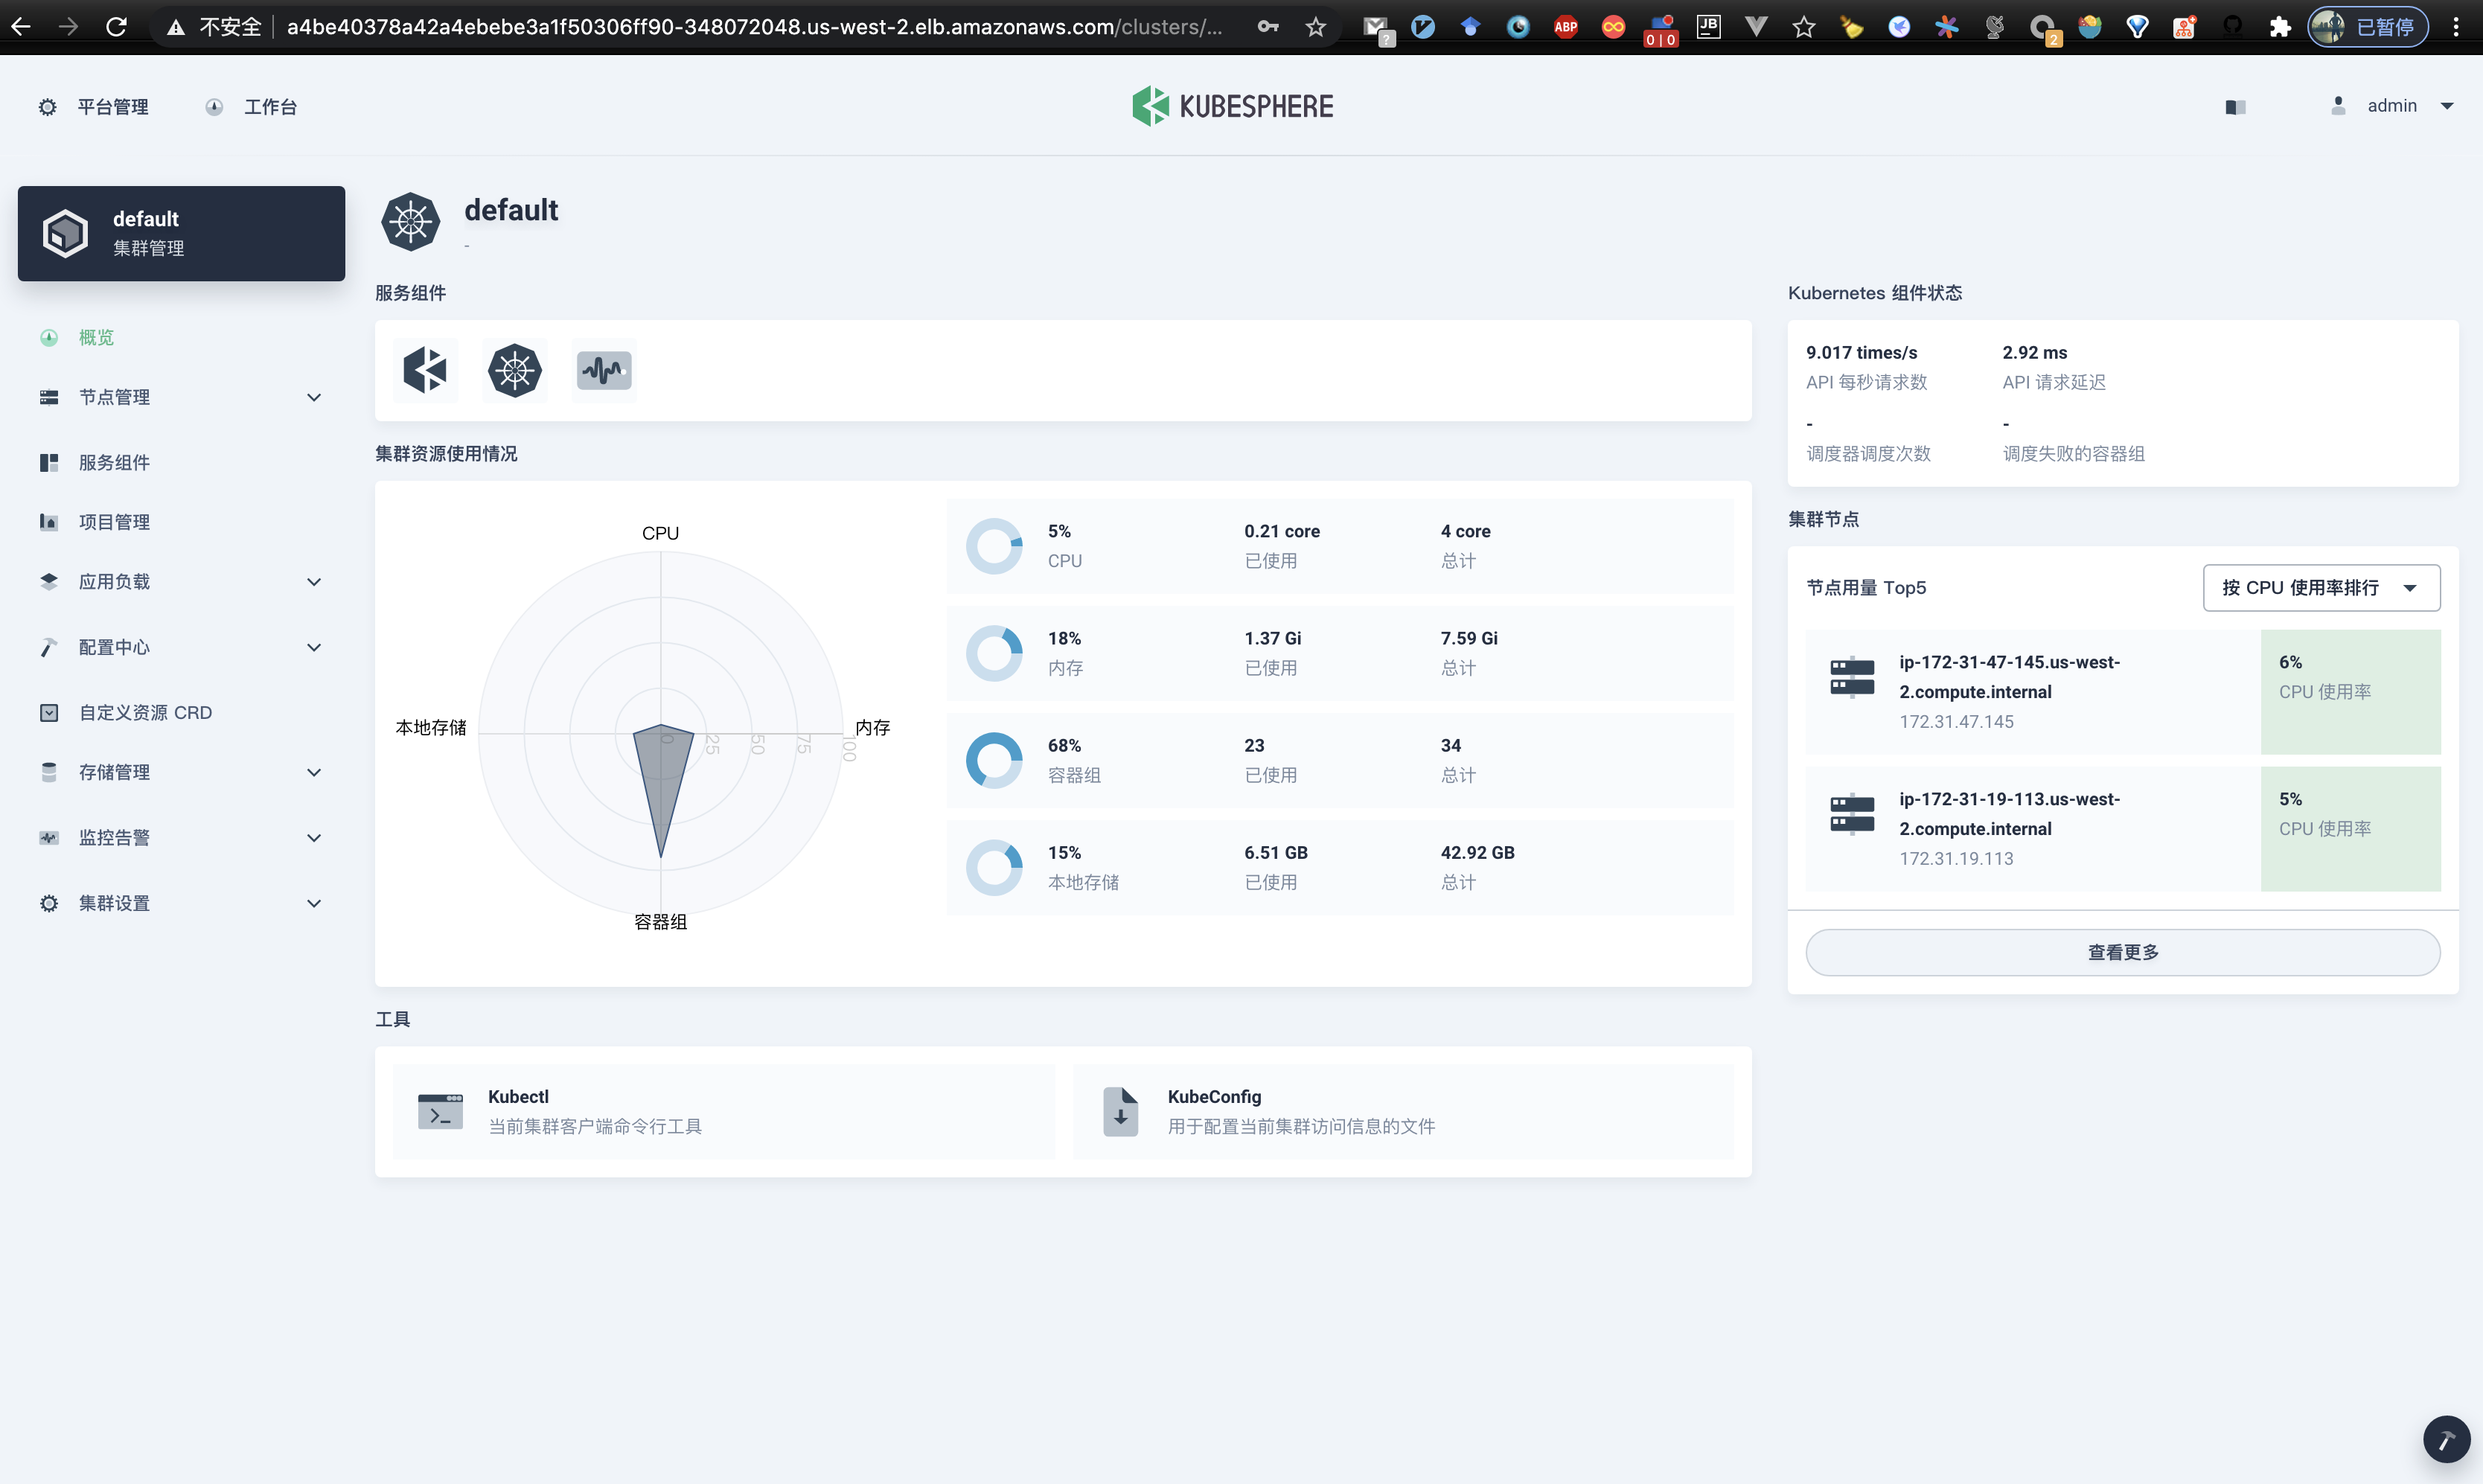 不安全 a4be40378a42a4ebebe3a1f50306ff90-348072048.us-west-2.elb.amazonaws.com/clusters/...
?
ABP
0|0
JB
2
已暂停
平台管理 工作台
KUBESPHERE
admin
default
集群管理
概览
节点管理
服务组件
项目管理
应用负载
配置中心
自定义资源 CRD
存储管理
监控告警
集群设置
default
-
服务组件
集群资源使用情况
CPU
内存
容器组
本地存储
0
25
50
75
100
5% 0.21 core 4 core
CPU 已使用 总计
18% 1.37 Gi 7.59 Gi
内存 已使用 总计
68% 23 34
容器组 已使用 总计
15% 6.51 GB 42.92 GB
本地存储 已使用 总计
工具
Kubectl
当前集群客户端命令行工具
KubeConfig
用于配置当前集群访问信息的文件
Kubernetes 组件状态
9.017 times/s 2.92 ms
API 每秒请求数 API 请求延迟
- -
调度器调度次数 调度失败的容器组
集群节点
节点用量 Top5 按 CPU 使用率排行
ip-172-31-47-145.us-west-
2.compute.internal
172.31.47.145
6%
CPU 使用率
ip-172-31-19-113.us-west-
2.compute.internal
172.31.19.113
5%
CPU 使用率
查看更多